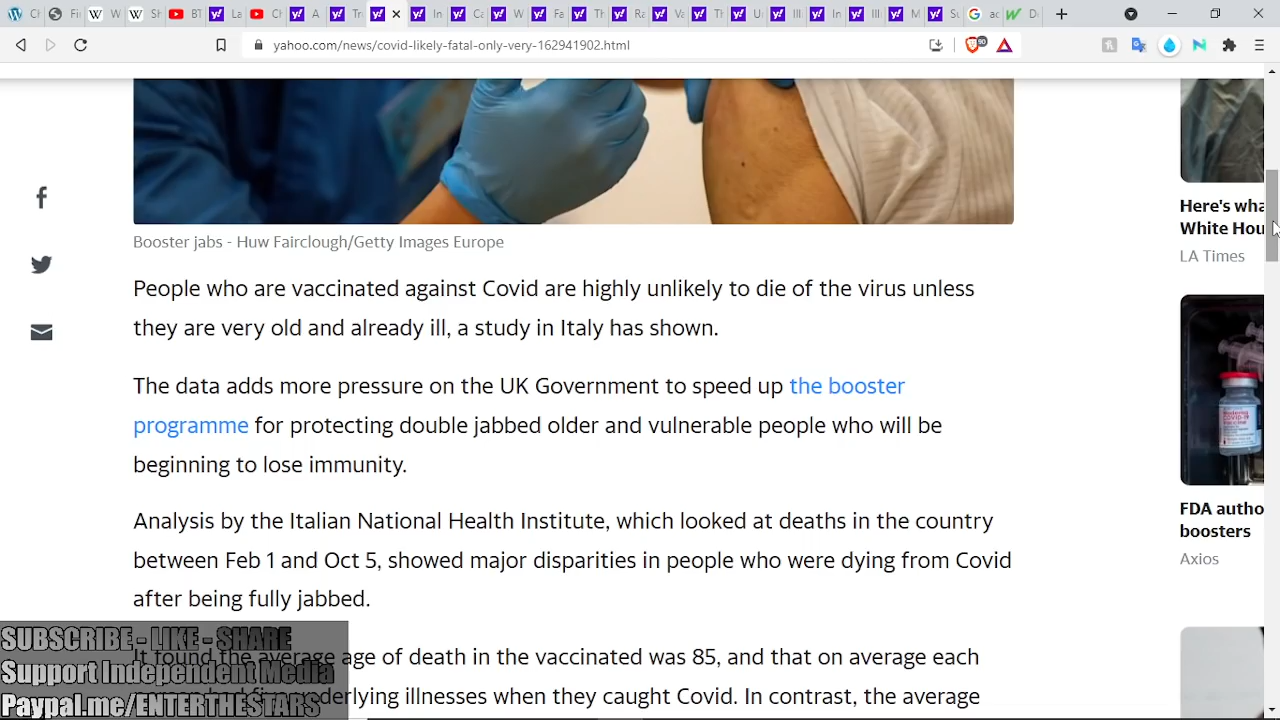 yahoo.com/news/covid-likely-fatal-only-very-162941902.html
90
Booster jabs - Huw Fairclough/Getty Images Europe
People who are vaccinated against Covid are highly unlikely to die of the virus unless
they are very old and already ill, a study in Italy has shown.
The data adds more pressure on the UK Government to speed up the booster
programme for protecting double jabbed older and vulnerable people who will be
beginning to lose immunity.
Analysis by the Italian National Health Institute, which looked at deaths in the country
between Feb 1 and Oct 5, showed major disparities in people who were dying from Covid
after being fully jabbed.
It found the average age of death in the vaccinated was 85, and that on average each
underlying illnesses when they caught Covid. In contrast, the average
Here's wha
White Hou
LA Times
FDA autho
boosters
Axios
SUBSCRIBE - LIKE - SHARE
Support Independent Media
Paypal.me/ENTERTHESTARS